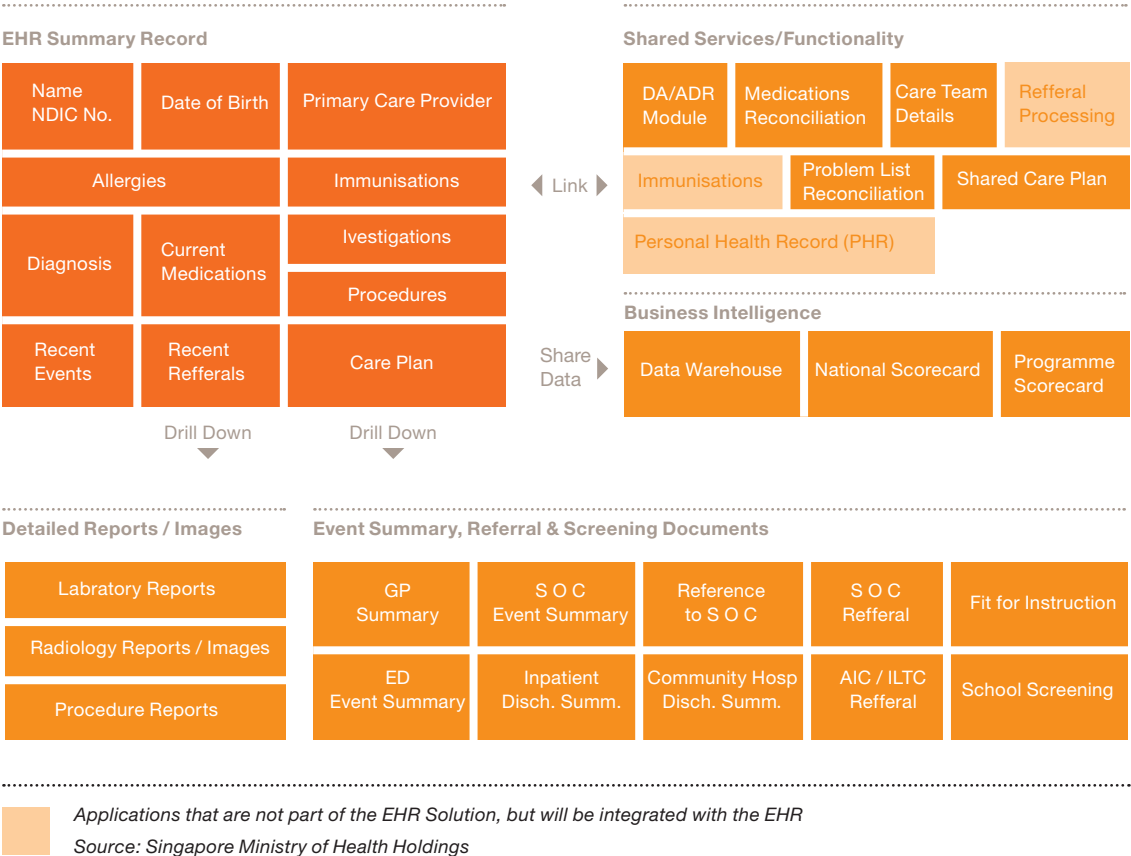 EHR Summary Record
Name
NDIC No.
Date of Birth
Primary Care Provider
Allergies
Immunisations
Diagnosis
Current
Medications
Ivestigations
Procedures
Recent
Events
Recent
Refferals
Care Plan
Link
Share
Data
Drill Down
Drill Down
Shared Services/Functionality
DA/ADR
Module
Medications
Reconciliation
Care Team
Details
Refferal
Processing
Immunisations
Problem List
Reconciliation
Shared Care Plan
Personal Health Record (PHR)
Business Intelligence
Data Warehouse
National Scorecard
Programme
Scorecard
Detailed Reports / Images
Labratory Reports
Radiology Reports / Images
Procedure Reports
Event Summary, Referral & Screening Documents
GP
Summary
S O C
Event Summary
Reference
to S O C
S O C
Refferal
Fit for Instruction
ED
Event Summary
Inpatient
Disch. Summ.
Community Hosp
Disch. Summ.
AIC / ILTC
Refferal
School Screening
Applications that are not part of the EHR Solution, but will be integrated with the EHR
Source: Singapore Ministry of Health Holdings